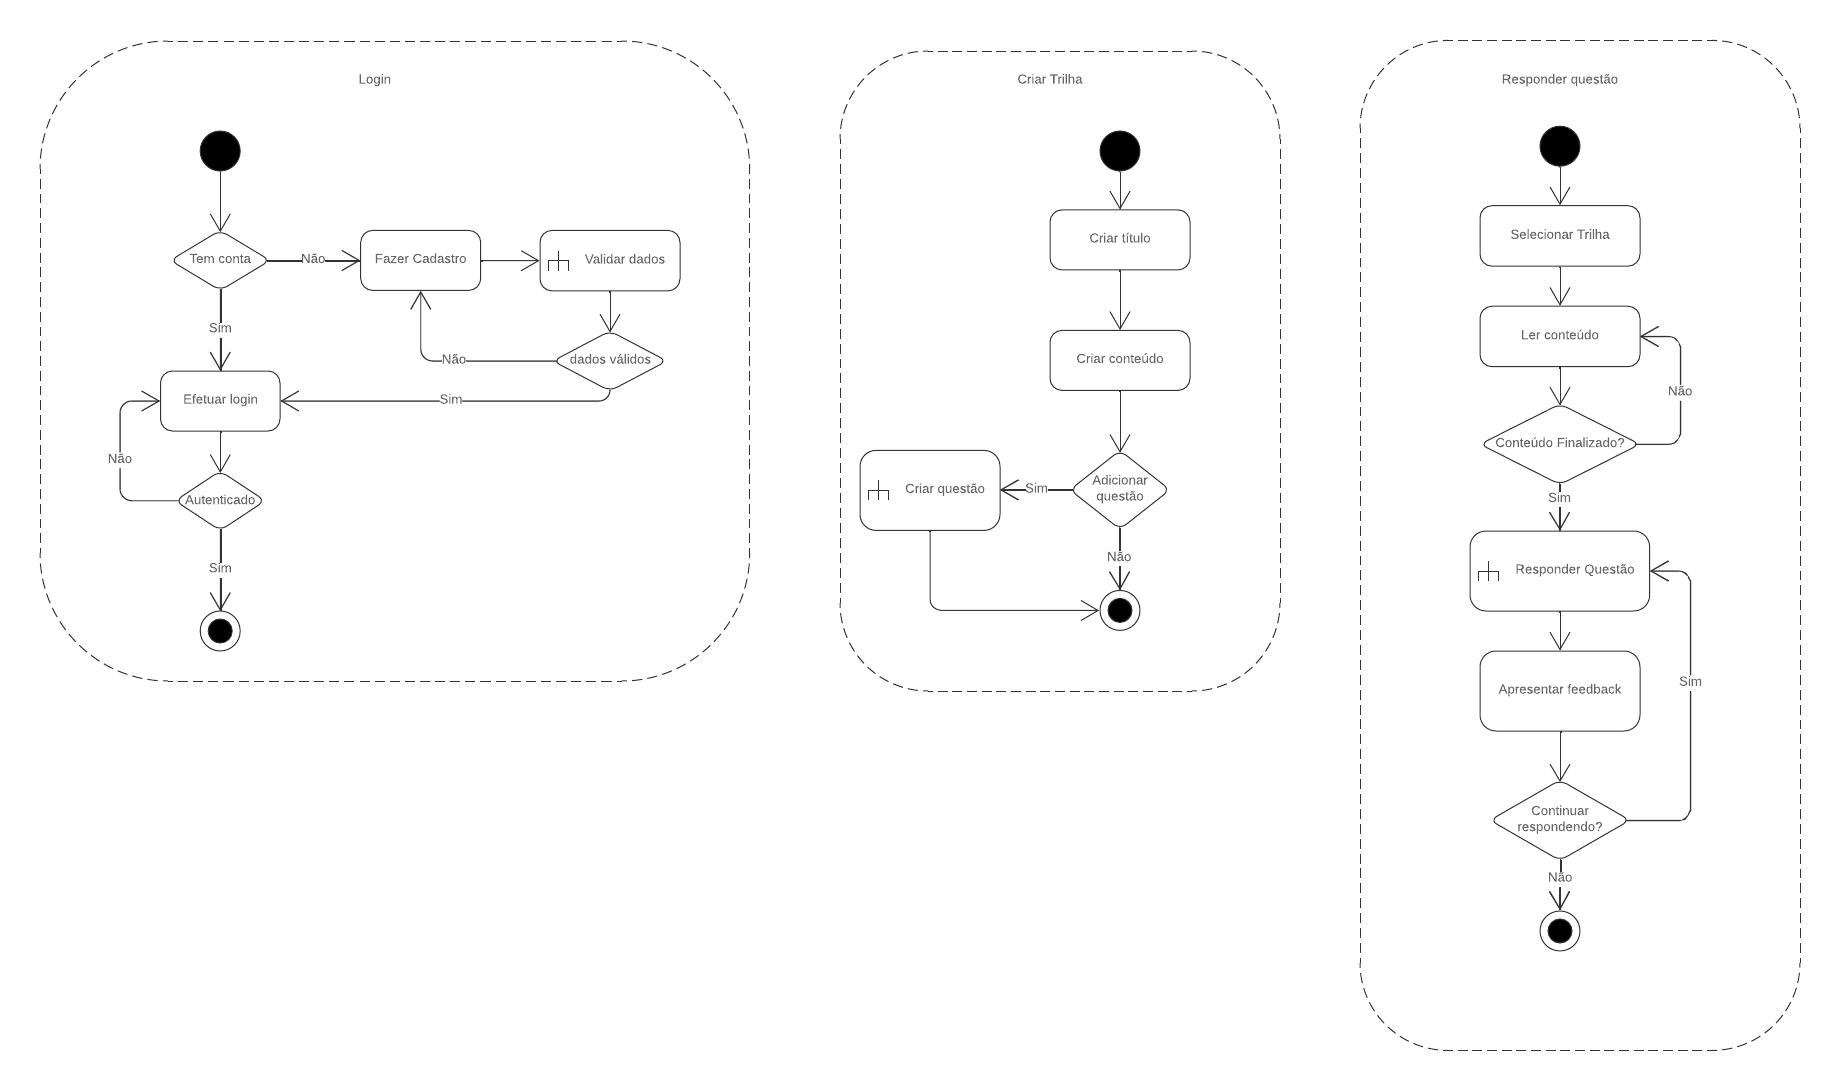 Login
Tem conta
Não
Fazer Cadastro
Validar dados
Sim
dados válidos
Não
Efetuar login
Sim
Não
Autenticado
Sim
Criar Trilha
Criar título
Criar conteúdo
Adicionar
questão
Sim
Criar questão
Não
Responder questão
Selecionar Trilha
Ler conteúdo
Não
Conteúdo Finalizado?
Sim
Responder Questão
Apresentar feedback
Sim
Continuar
respondendo?
Não